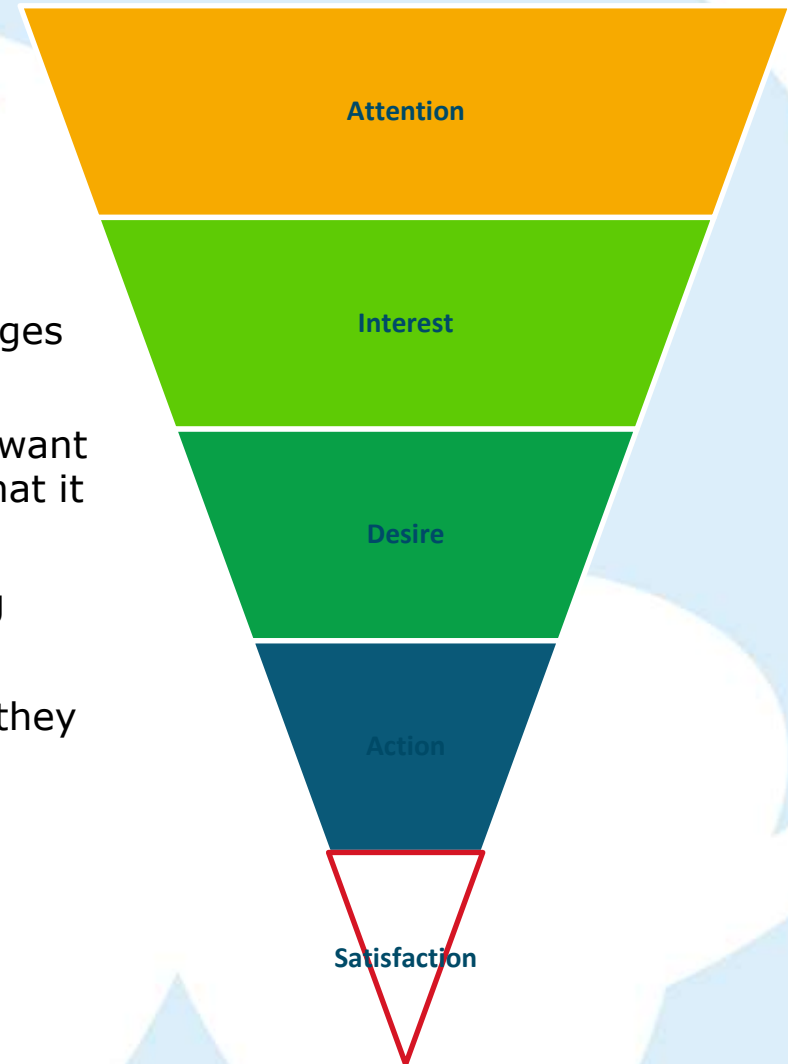 Attention
Interest
ges
want
hat it
Desire
they
Action
Satisfaction